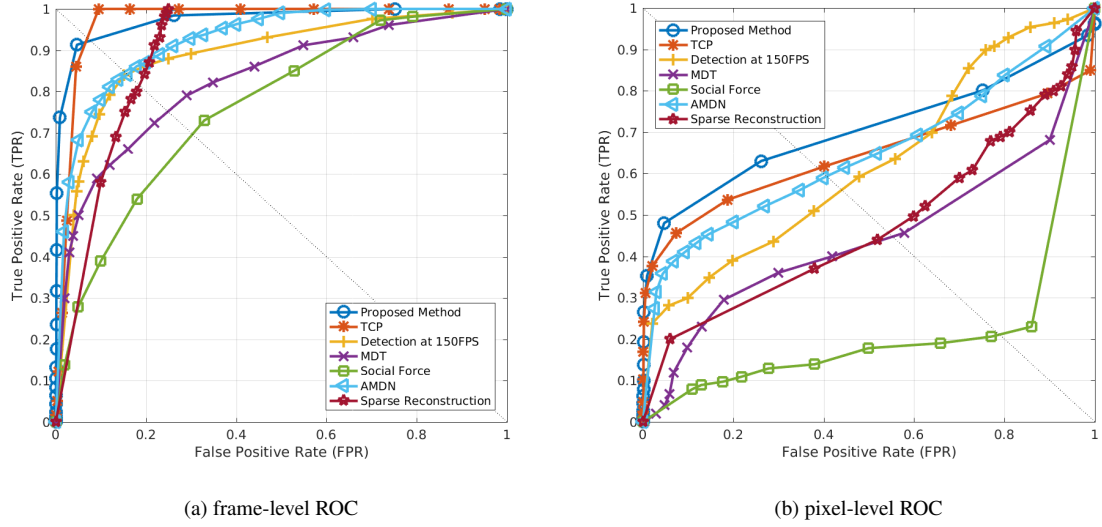 1
0.9
0.8
0.7
0.6
0.5
0.4
0.3
0.2
0.1
0
True Positive Rate (TPR)
0
0.2
0.4
0.6
0.8
1
False Positive Rate (FPR)
Proposed Method
TCP
Detection at 150FPS
MDT
Social Force
AMDN
Sparse Reconstruction
(a) frame-level ROC
1
0.9
0.8
0.7
0.6
0.5
0.4
0.3
0.2
0.1
0
True Positive Rate (TPR)
0
0.2
0.4
0.6
0.8
1
False Positive Rate (FPR)
Proposed Method
TCP
Detection at 150FPS
MDT
Social Force
AMDN
Sparse Reconstruction
(b) pixel-level ROC